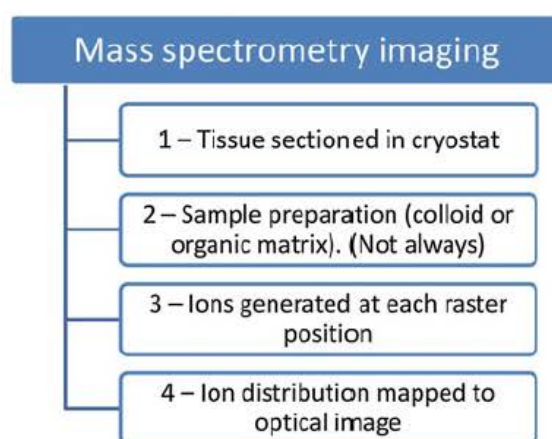 Mass spectrometry imaging
1 – Tissue sectioned in cryostat
2 – Sample preparation (colloid or
organic matrix). (Not always)
3 – Ions generated at each raster
position
4 – Ion distribution mapped to
optical image